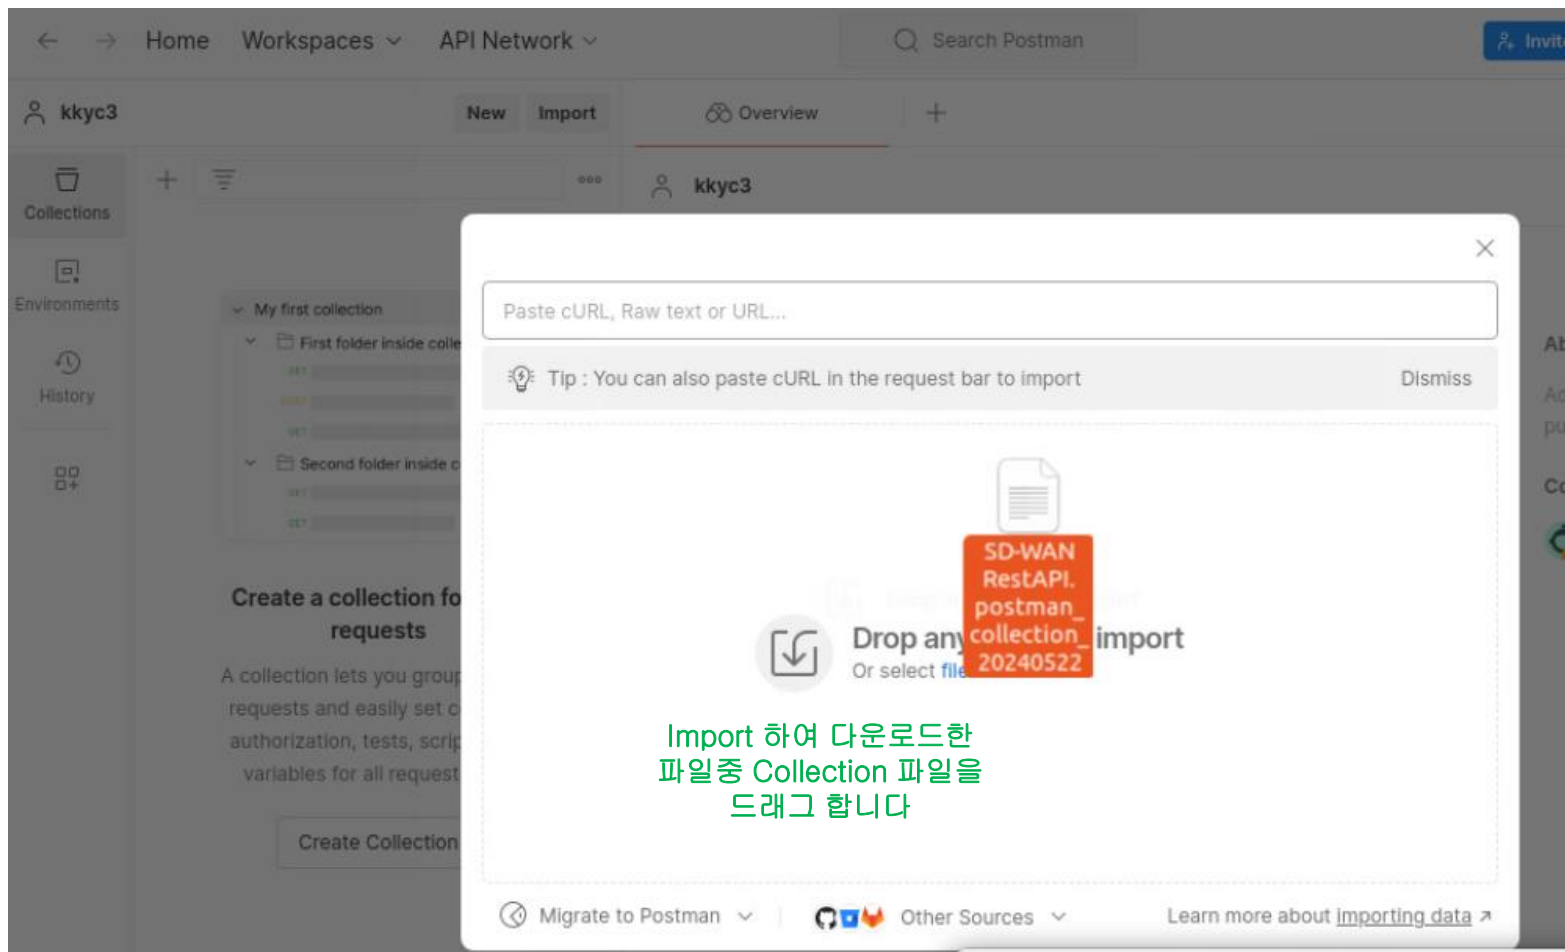 Home Workspaces API Network Search Postman
kkyc3 New Import Overview
Collections
kkyc3
Environments
My first collection
First folder inside colle
History
Second folder inside c
Create a collection fo
requests
A collection lets you group
requests and easily set c
authorization, tests, scrip
variables for all request
Create Collection
Paste cURL, Raw text or URL...
Tip : You can also paste cURL in the request bar to import Dismiss
SD-WAN
RestAPI.
postman_
collection_
20240522
Drop any import
Or select file
Import 하여 다운로드한
파일중 Collection 파일을
드래그 합니다
Migrate to Postman Other Sources Learn more about importing data